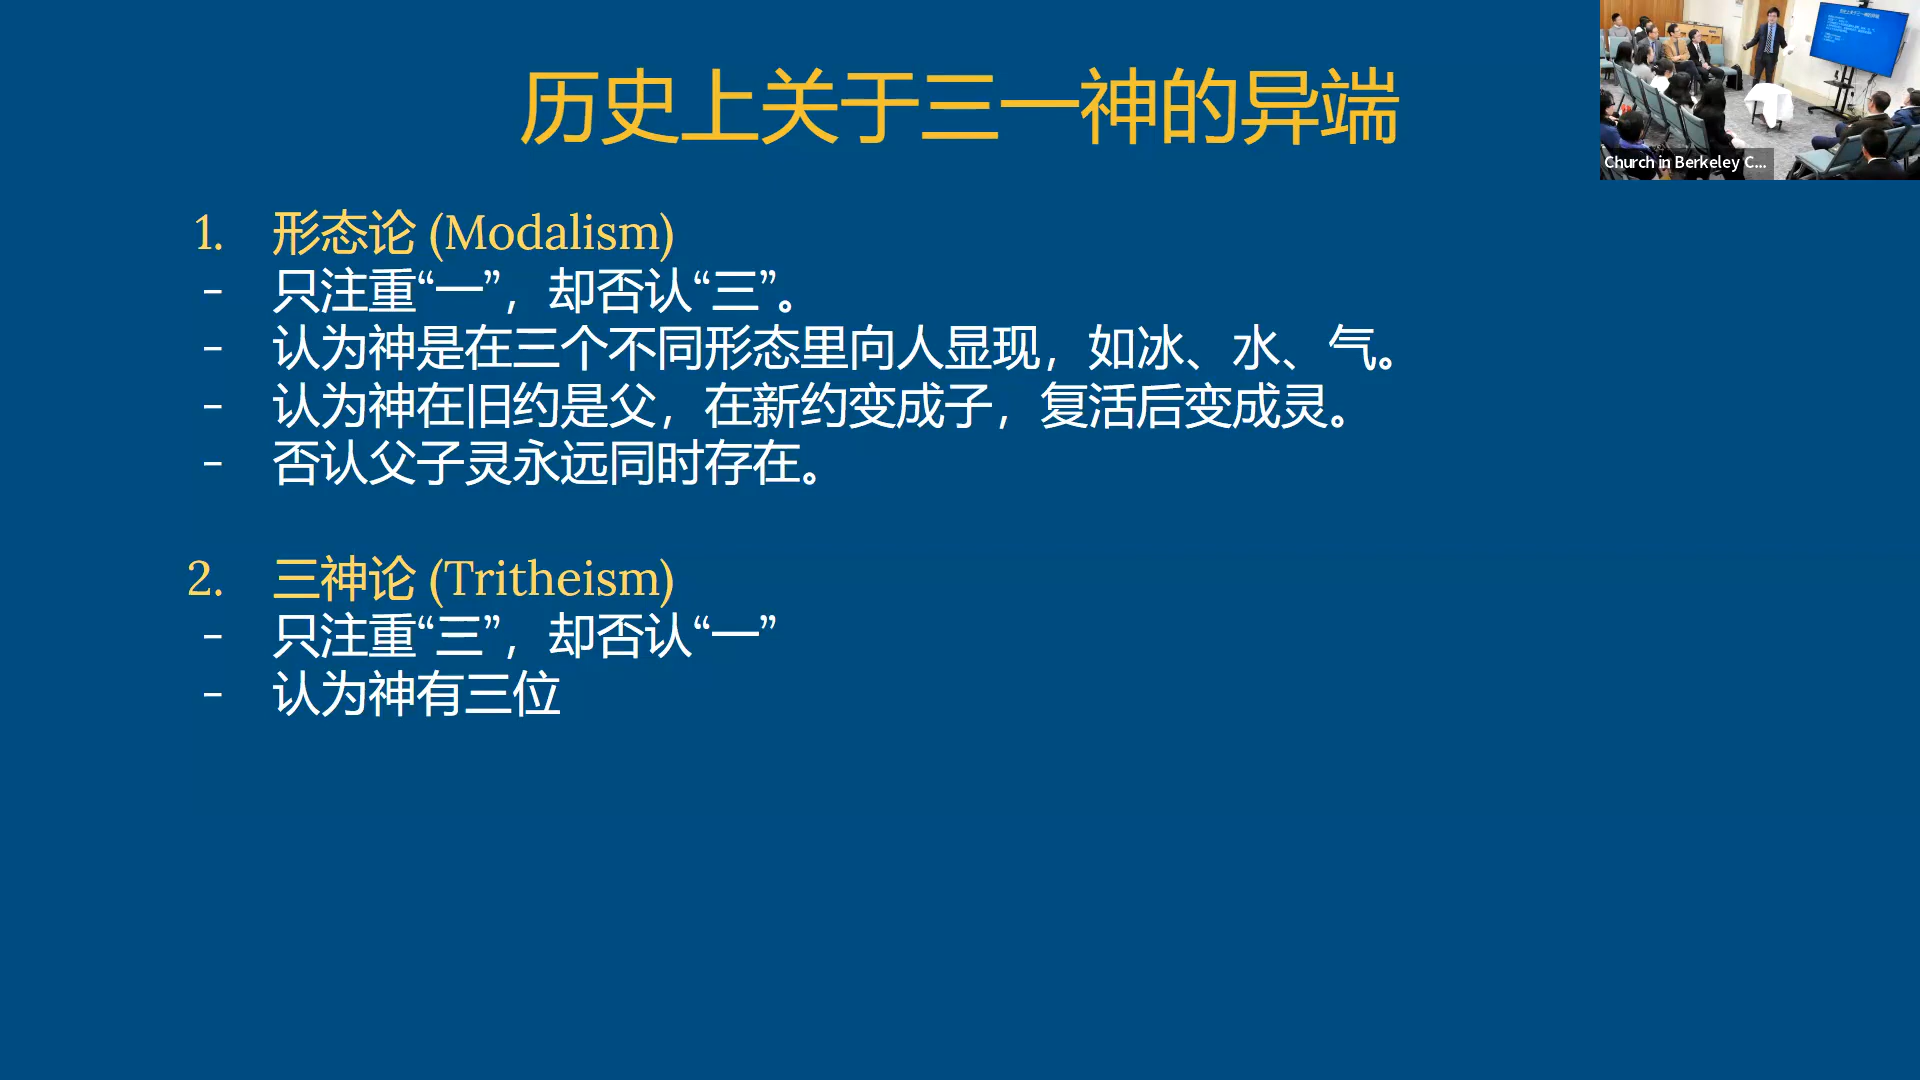 历史上关于三一神的异端
1. 形态论 (Modalism)
- 只注重“一”，却否认“三”。
- 认为神是在三个不同形态里向人显现，如冰、水、气。
- 认为神在旧约是父，在新约变成子，复活后变成灵。
- 否认父子灵永远同时存在。
2. 三神论 (Tritheism)
- 只注重“三”，却否认“一”
- 认为神有三位
Church in Berkeley C...